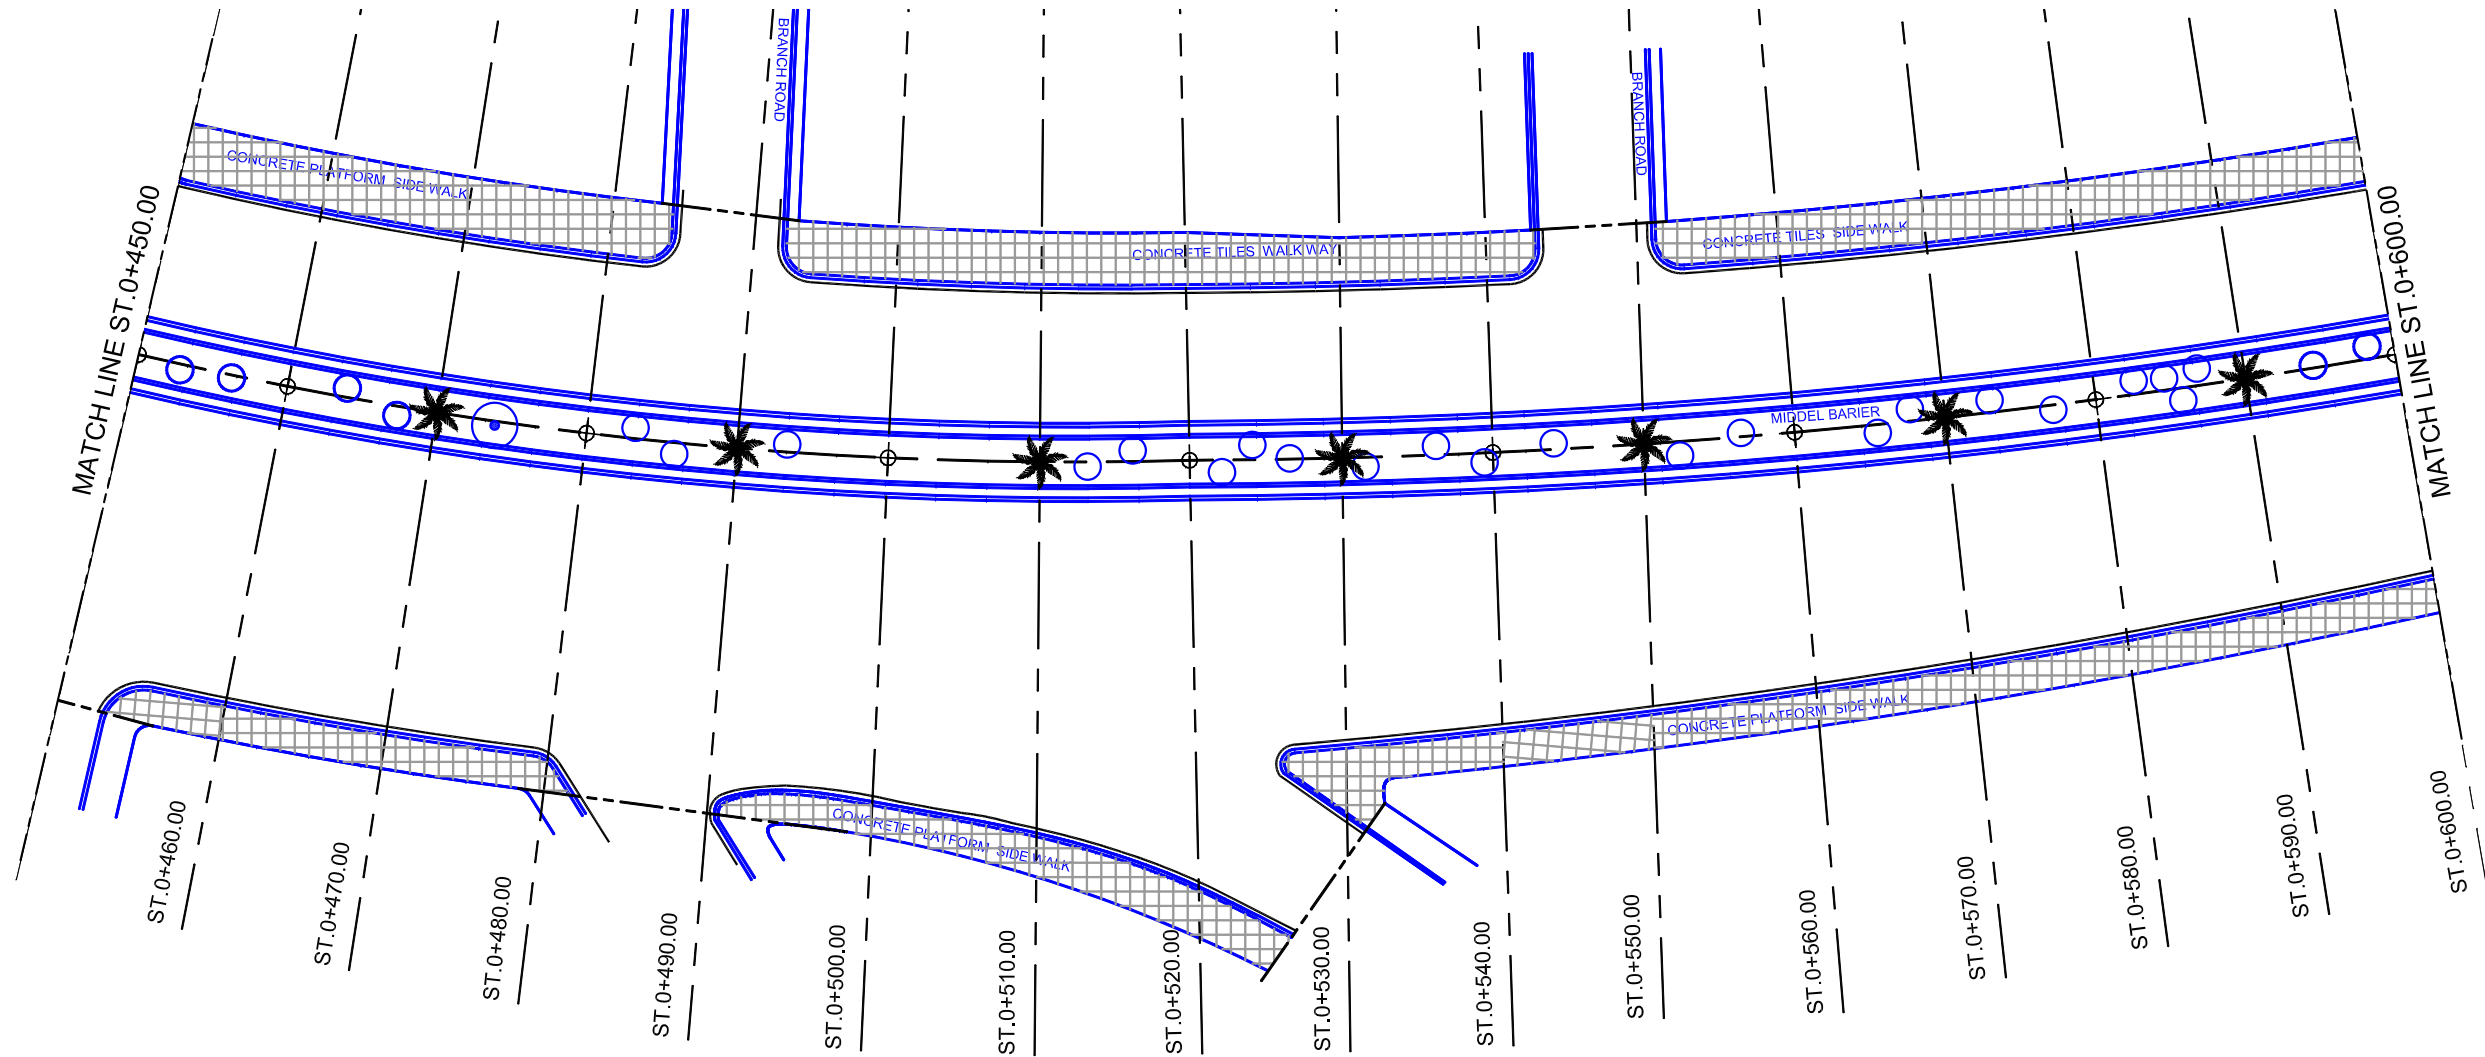 BRANCH ROAD
BRANCH ROAD
CONCRETE PLATFORM SIDE WALK
CONCRETE TILES WALK WAY
CONCRETE TILES SIDE WALK
MATCH LINE ST.0+450.00
MATCH LINE ST.0+600.00
MIDDEL BARIER
CONCRETE PLATFORM SIDE WALK
CONCRETE PLATFORM SIDE WALK
ST.0+460.00
ST.0+470.00
ST.0+480.00
ST.0+490.00
ST.0+500.00
ST.0+510.00
ST.0+520.00
ST.0+530.00
ST.0+540.00
ST.0+550.00
ST.0+560.00
ST.0+570.00
ST.0+580.00
ST.0+590.00
ST.0+600.00